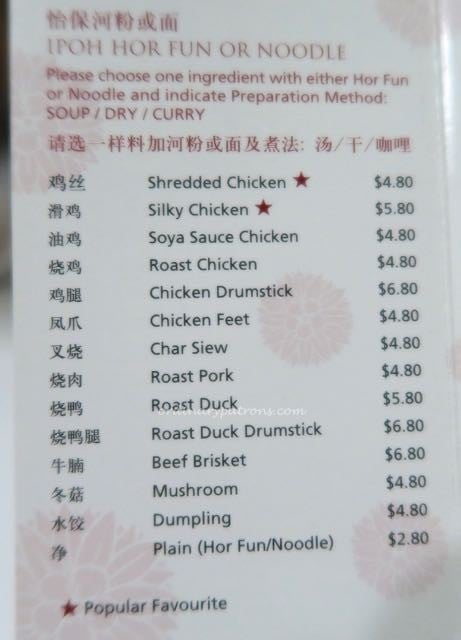 怡保河粉或面
IPOH HOR FUN OR NOODLE
Please choose one ingredient with either Hor Fun
or Noodle and indicate Preparation Method:
SOUP / DRY / CURRY
请选一样料加河粉或面及煮法: 汤/干/咖哩
鸡丝 Shredded Chicken ★ $4.80
滑鸡 Silky Chicken ★ $5.80
油鸡 Soya Sauce Chicken $4.80
烧鸡 Roast Chicken $4.80
鸡腿 Chicken Drumstick $6.80
凤爪 Chicken Feet $4.80
叉烧 Char Siew $4.80
烧肉 Roast Pork $4.80
烧鸭 Roast Duck $5.80
ordinarypatrons.com
烧鸭腿 Roast Duck Drumstick $6.80
牛腩 Beef Brisket $6.80
冬菇 Mushroom $4.80
水饺 Dumpling $4.80
净 Plain (Hor Fun/Noodle) $2.80
★ Popular Favourite